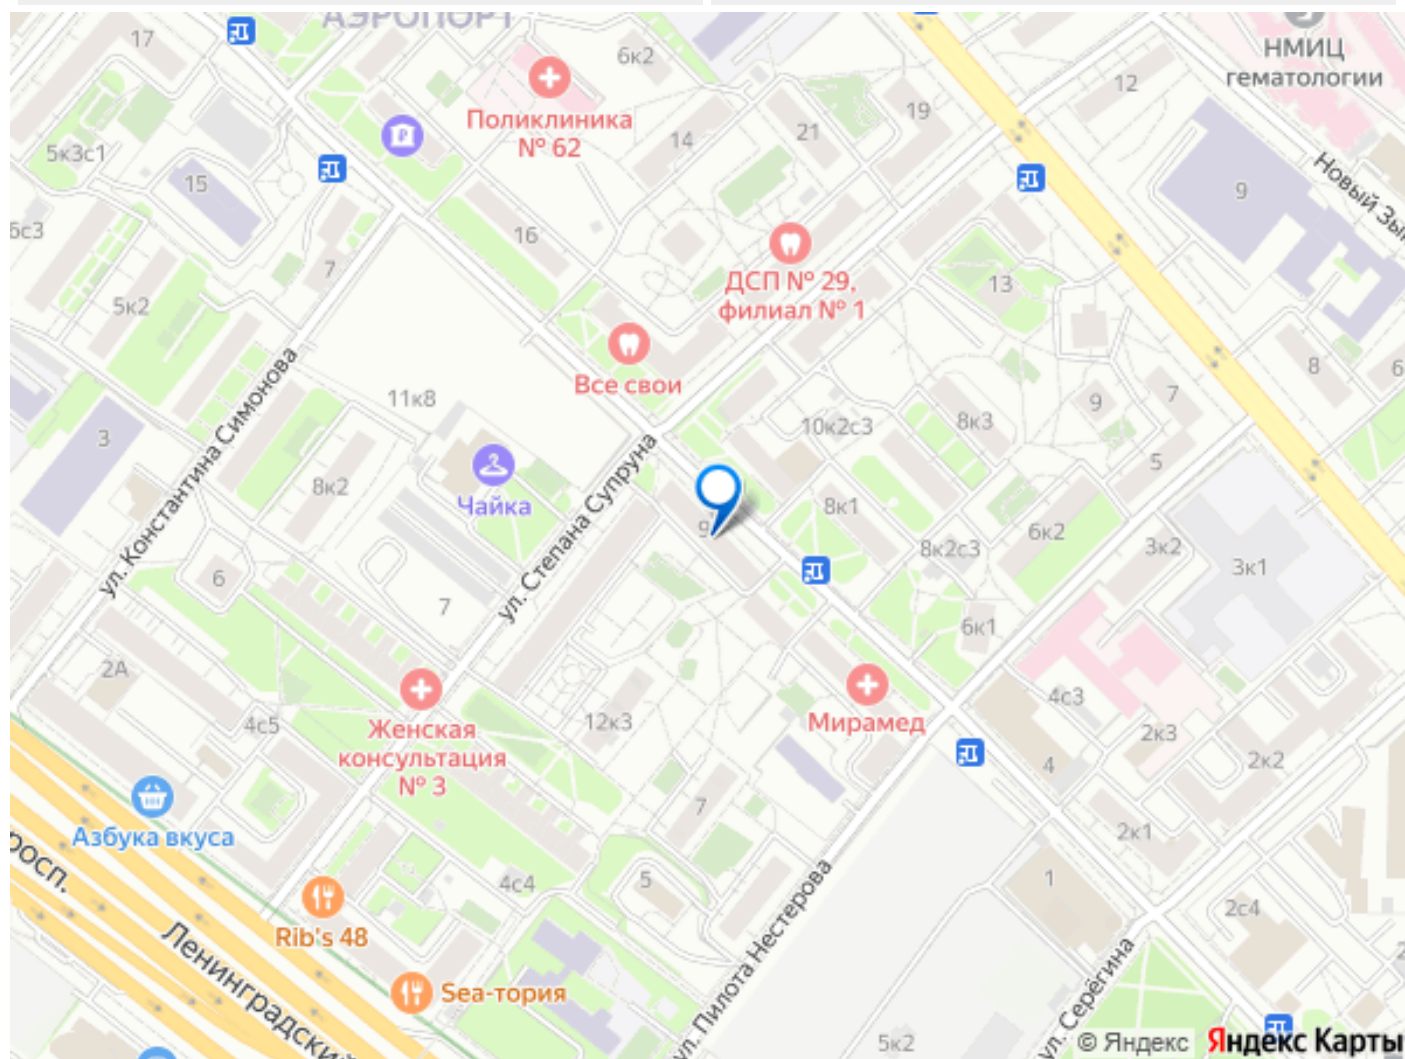 АЭРОПОРТ
17
6к2
НМИЦ
гематологии
12
19
Поликлиника
№ 62
14
21
5к3с1
15
9
Новый Зы
16
6с3
7
13
ДСП № 29,
филиал № 1
5к2
Все свои
8
6
7
9
11к8
8к3
10к2с3
ул. Константина Симонова
3
5
8к2
Чайка
ул. Степана Супруна
9
8к1
6к2
8к2с3
3к2
3к1
6
7
6к1
2А
4с3
Женская
консультация
№ 3
4с5
12к3
Мирамед
2к3
2к2
4
7
Азбука вкуса
2к1
росп.
4с4
5
1
2с4
Ленинградский
Rib's 48
ул. Пилота Нестерова
Sea-тория
ул. Серёгина
5к2
© Яндекс Яндекс Карты